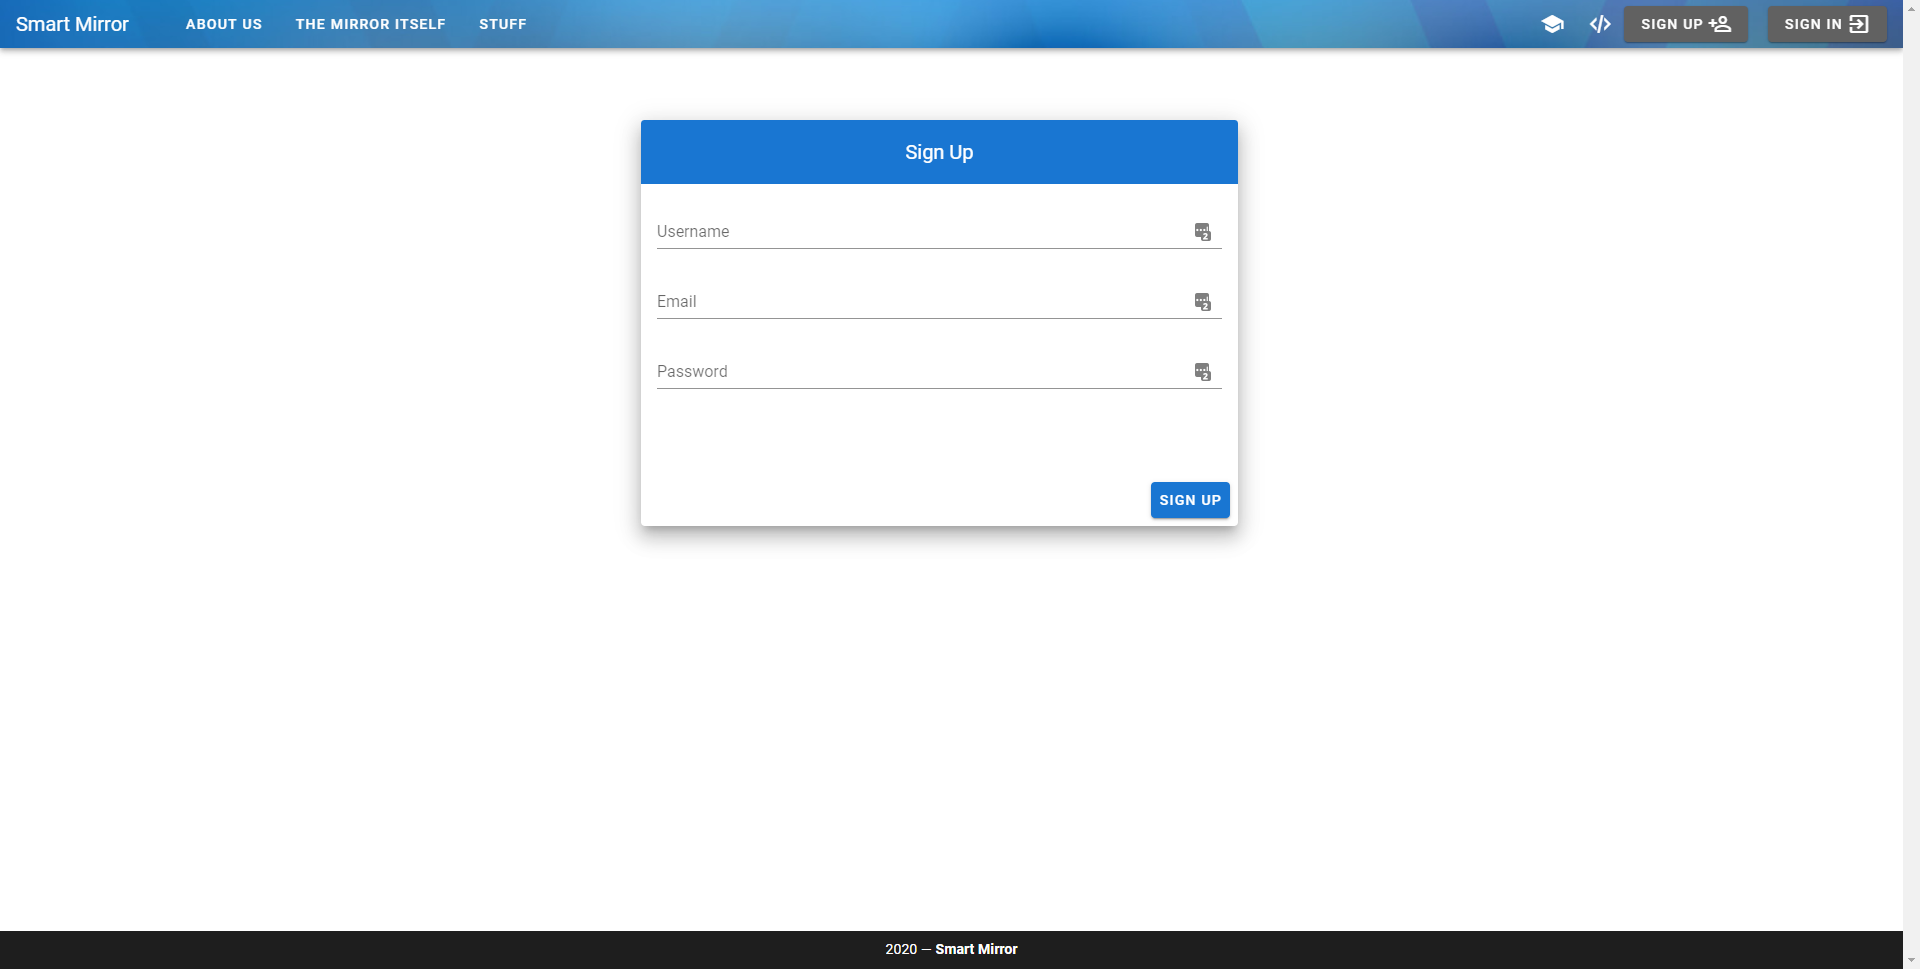 Smart Mirror ABOUT US THE MIRROR ITSELF STUFF SIGN UP SIGN IN
Sign Up
Username
Email
Password
SIGN UP
2020 — Smart Mirror